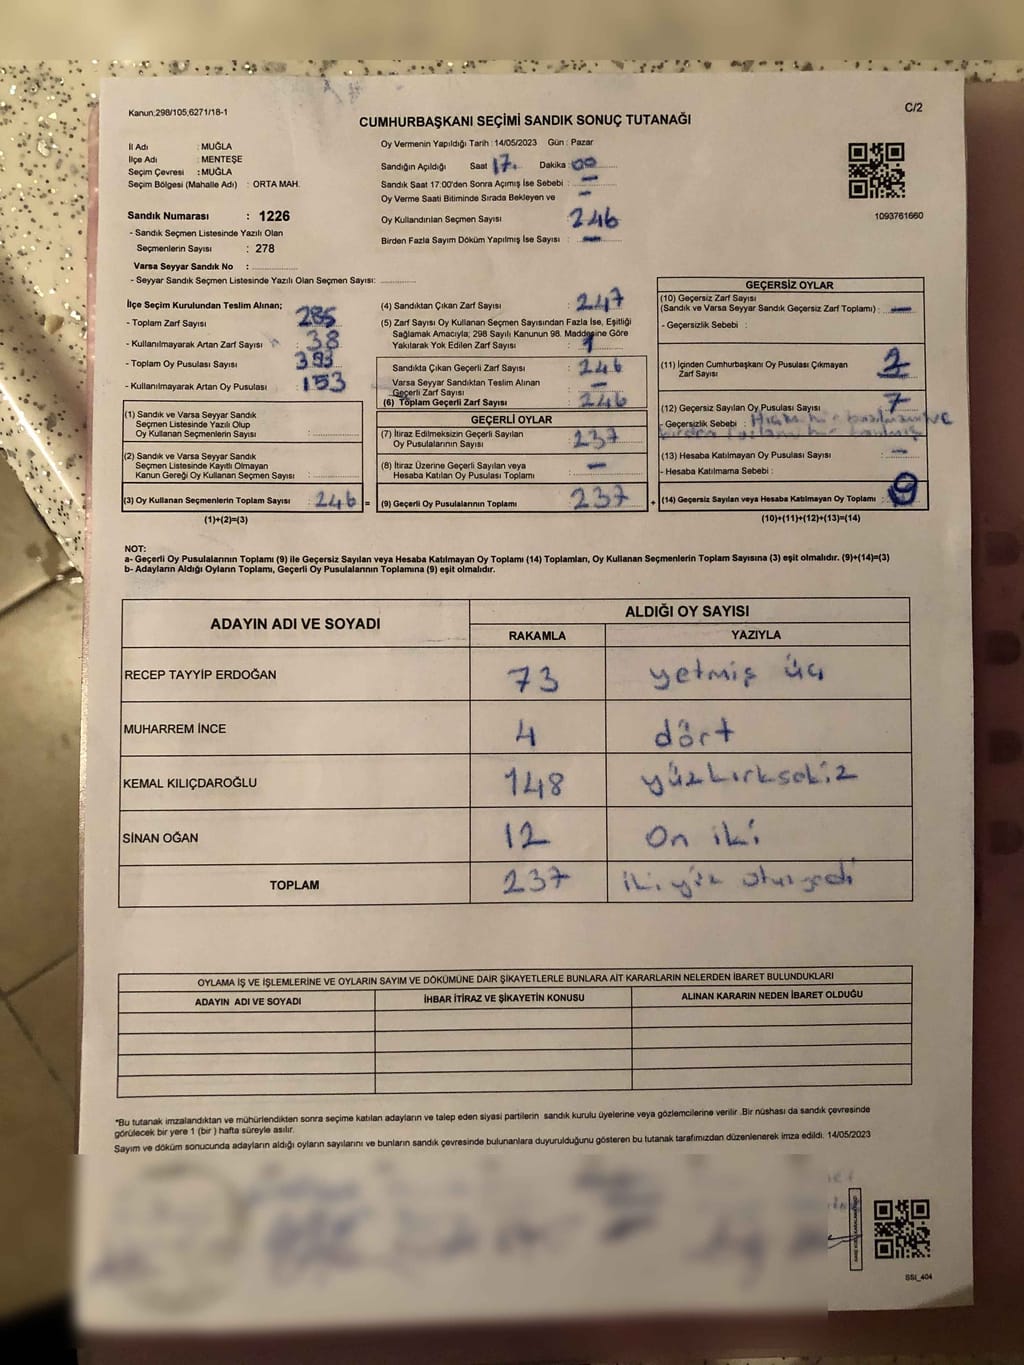 Kanun:298/105,6271/18-1
C/2
CUMHURBAŞKANI SEÇİMİ SANDIK SONUÇ TUTANAĞI
İl Adı : MUĞLA
İlçe Adı : MENTEŞE
Seçim Çevresi : MUĞLA
Seçim Bölgesi (Mahalle Adı) : ORTA MAH.
Sandık Numarası : 1226
- Sandık Seçmen Listesinde Yazılı Olan
Seçmenlerin Sayısı : 278
Varsa Seyyar Sandık No :
- Seyyar Sandık Seçmen Listesinde Yazılı Olan Seçmen Sayısı:
Oy Vermenin Yapıldığı Tarih : 14/05/2023 Gün : Pazar
Sandığın Açıldığı Saat 17. Dakika : 00
Sandık Saat 17:00'den Sonra Açımış İse Sebebi : —
Oy Verme Saati Bitiminde Sırada Bekleyen ve —
Oy Kullandırılan Seçmen Sayısı : 246
Birden Fazla Sayım Döküm Yapılmış İse Sayısı : —
1093761660
İlçe Seçim Kurulundan Teslim Alınan;
- Toplam Zarf Sayısı : 285
- Kullanılmayarak Artan Zarf Sayısı : 38
- Toplam Oy Pusulası Sayısı : 393
- Kullanılmayarak Artan Oy Pusulası : 153
(1) Sandık ve Varsa Seyyar Sandık
Seçmen Listesinde Yazılı Olup
Oy Kullanan Seçmenlerin Sayısı :
(2) Sandık ve Varsa Seyyar Sandık
Seçmen Listesinde Kayıtlı Olmayan
Kanun Gereği Oy Kullanan Seçmen Sayısı :
(3) Oy Kullanan Seçmenlerin Toplam Sayısı : 246 =
(1)+(2)=(3)
(4) Sandıktan Çıkan Zarf Sayısı : 247
(5) Zarf Sayısı Oy Kullanan Seçmen Sayısından Fazla İse, Eşitliği
Sağlamak Amacıyla; 298 Sayılı Kanunun 98. Maddesine Göre
Yakılarak Yok Edilen Zarf Sayısı : 1
Sandıkta Çıkan Geçerli Zarf Sayısı : 246
Varsa Seyyar Sandıktan Teslim Alınan
Geçerli Zarf Sayısı : —
(6) Toplam Geçerli Zarf Sayısı : 246
GEÇERLİ OYLAR
(7) İtiraz Edilmeksizin Geçerli Sayılan
Oy Pusulasının Sayısı : 237
(8) İtiraz Üzerine Geçerli Sayılan veya
Hesaba Katılan Oy Pusulası Toplamı : —
(9) Geçerli Oy Pusulalarının Toplamı : 237 +
GEÇERSİZ OYLAR
(10) Geçersiz Zarf Sayısı
(Sandık ve Varsa Seyyar Sandık Geçersiz Zarf Toplamı) : —
- Geçersizlik Sebebi :
(11) İçinden Cumhurbaşkanı Oy Pusulası Çıkmayan
Zarf Sayısı : 2
(12) Geçersiz Sayılan Oy Pusulası Sayısı : 7
- Geçersizlik Sebebi :
(13) Hesaba Katılmayan Oy Pusulası Sayısı : —
- Hesaba Katılmama Sebebi :
(14) Geçersiz Sayılan veya Hesaba Katılmayan Oy Toplamı : 9
(10)+(11)+(12)+(13)=(14)
NOT:
a- Geçerli Oy Pusulalarının Toplamı (9) ile Geçersiz Sayılan veya Hesaba Katılmayan Oy Toplamı (14) Toplamları, Oy Kullanan Seçmenlerin Toplam Sayısına (3) eşit olmalıdır. (9)+(14)=(3)
b- Adayların Aldığı Oyların Toplamı, Geçerli Oy Pusulalarının Toplamına (9) eşit olmalıdır.
ADAYIN ADI VE SOYADI
ALDIĞI OY SAYISI
RAKAMLA YAZIYLA
RECEP TAYYİP ERDOĞAN 73 yetmiş üç
MUHARREM İNCE 4 dört
KEMAL KILIÇDAROĞLU 148 yüzkırksekiz
SİNAN OĞAN 12 On iki
TOPLAM 237 iki yüz otuz yedi
OYLAMA İŞ VE İŞLEMLERİNE VE OYLARIN SAYIM VE DÖKÜMÜNE DAİR ŞİKAYETLERLE BUNLARA AİT KARARLARIN NELERDEN İBARET BULUNDUKLARI
ADAYIN ADI VE SOYADI İHBAR İTİRAZ VE ŞİKAYETİN KONUSU ALINAN KARARIN NEDEN İBARET OLDUĞU
*Bu tutanak imzalandıktan ve mühürlendikten sonra seçime katılan adayların ve talep eden siyasi partilerin sandık kurulu üyelerine veya gözlemcilerine verilir .Bir nüshası da sandık çevresinde
görülecek bir yere 1 (bir ) hafta süreyle asılır.
Sayım ve döküm sonucunda adayların aldığı oyların sayılarını ve bunların sandık çevresinde bulunanlara duyurulduğunu gösteren bu tutanak tarafımızdan düzenlenerek imza edildi. 14/05/2023
SSI_404